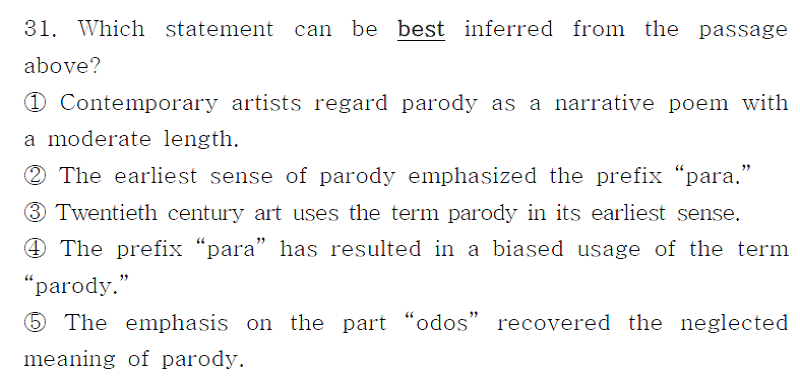 31. Which statement can be best inferred from the passage
above?
① Contemporary artists regard parody as a narrative poem with
a moderate length.
② The earliest sense of parody emphasized the prefix “para.”
③ Twentieth century art uses the term parody in its earliest sense.
④ The prefix “para” has resulted in a biased usage of the term
“parody.”
⑤ The emphasis on the part “odos” recovered the neglected
meaning of parody.